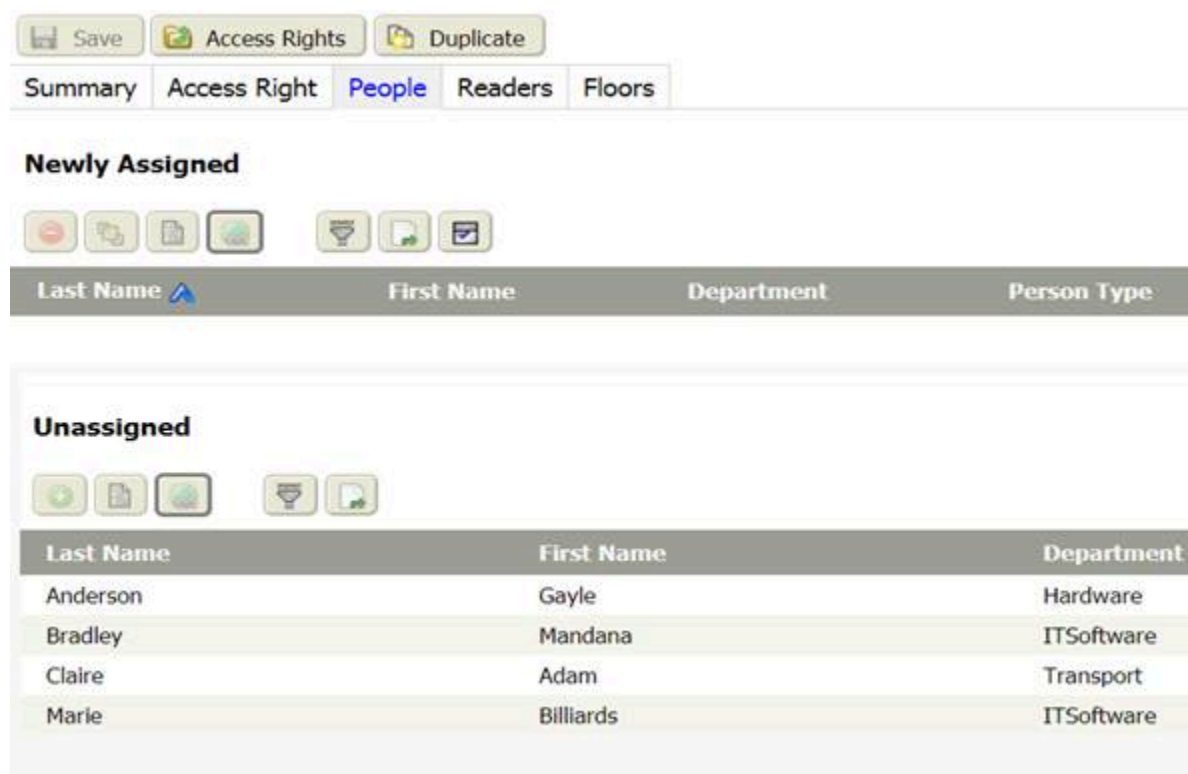 Save Access Rights Duplicate
Summary Access Right People Readers Floors
Newly Assigned
Last Name First Name Department Person Type
Unassigned
Last Name First Name Department
Anderson Gayle Hardware
Bradley Mandana ITSoftware
Claire Adam Transport
Marie Billiards ITSoftware